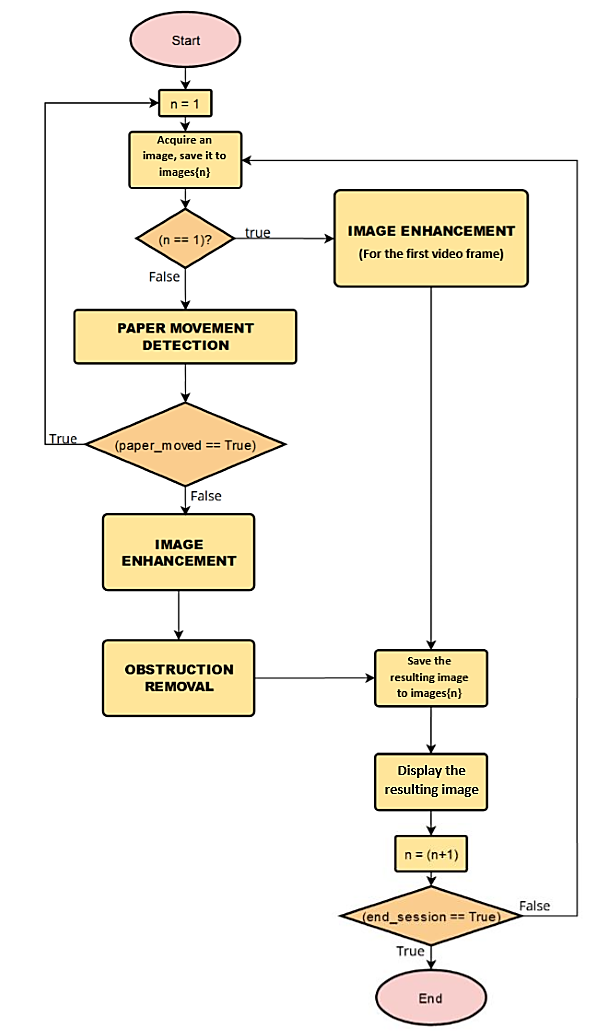 Start
n = 1
Acquire an
image, save it to
images{n}
(n == 1)?
true
False
IMAGE ENHANCEMENT
(For the first video frame)
PAPER MOVEMENT
DETECTION
(paper_moved == True)
True
False
IMAGE
ENHANCEMENT
OBSTRUCTION
REMOVAL
Save the
resulting image
to images{n}
Display the
resulting image
n = (n+1)
(end_session == True)
False
True
End